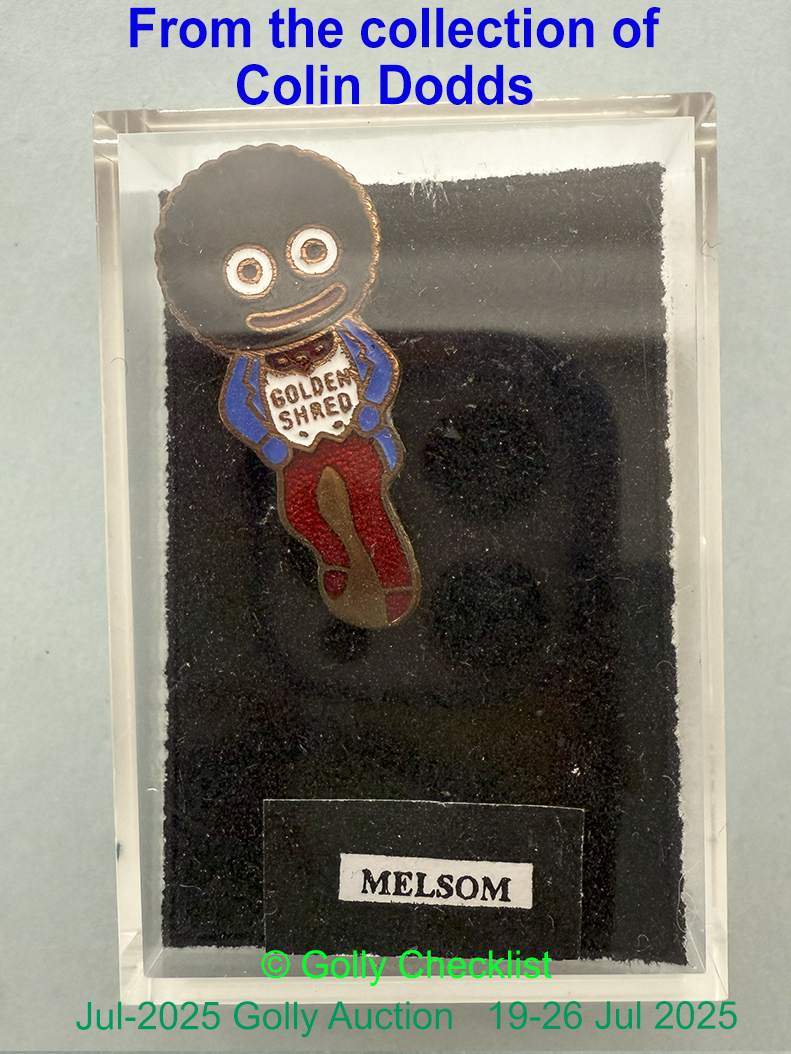 From the collection of
Colin Dodds
GOLDEN
SHRED
MELSOM
© Golly Checklist
Jul-2025 Golly Auction 19-26 Jul 2025